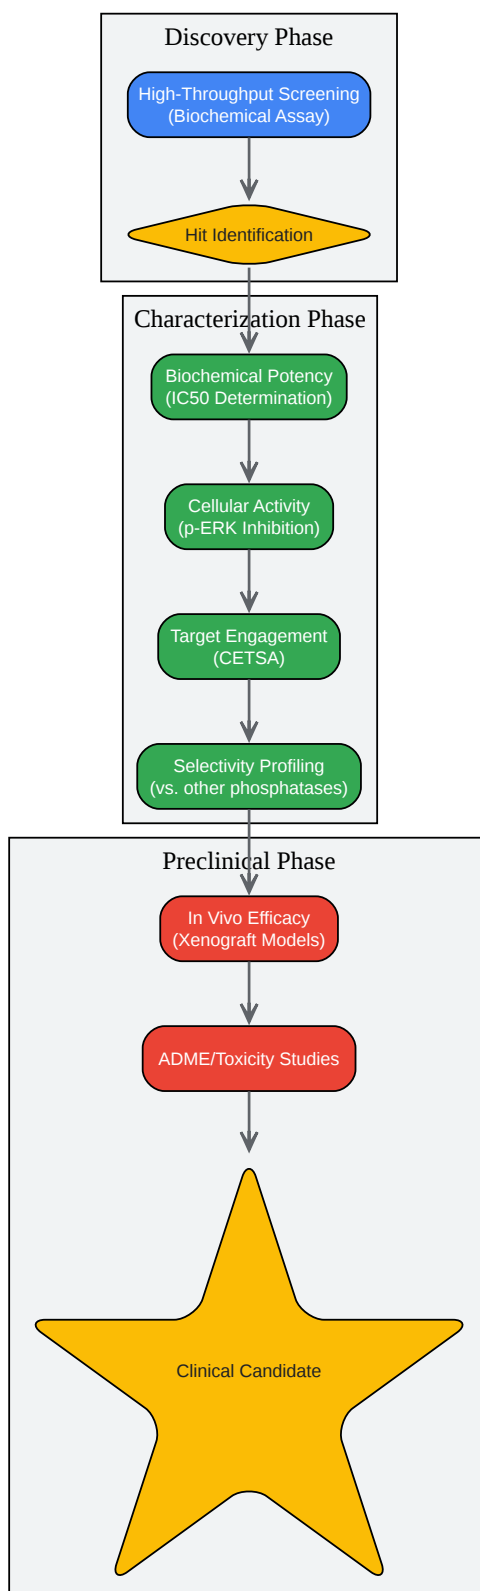 Discovery Phase
High-Throughput Screening
(Biochemical Assay)
Hit Identification
Characterization Phase
Biochemical Potency
(IC50 Determination)
Cellular Activity
(p-ERK Inhibition)
Target Engagement
(CETSA)
Selectivity Profiling
(vs. other phosphatases)
Preclinical Phase
In Vivo Efficacy
(Xenograft Models)
ADME/Toxicity Studies
Clinical Candidate